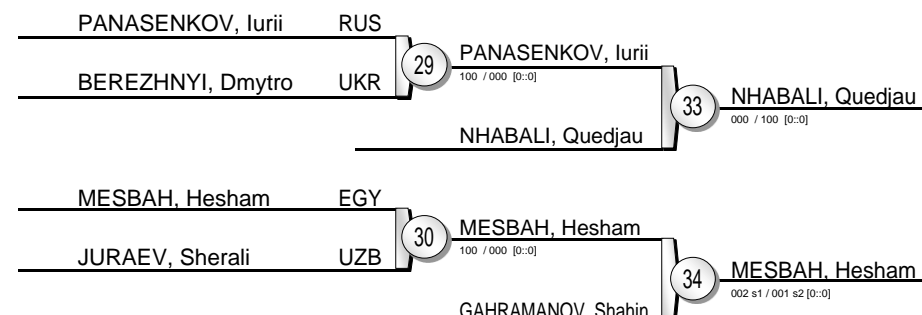 PANASENKOV, Iurii RUS
29
PANASENKOV, Iurii
100 / 000 [0::0]
BEREZHNYI, Dmytro UKR
33
NHABALI, Quedjau
000 / 100 [0::0]
NHABALI, Quedjau
MESBAH, Hesham EGY
30
MESBAH, Hesham
100 / 000 [0::0]
JURAEV, Sherali UZB
34
MESBAH, Hesham
002 s1 / 001 s2 [0::0]
GAHRAMANOV, Shahin